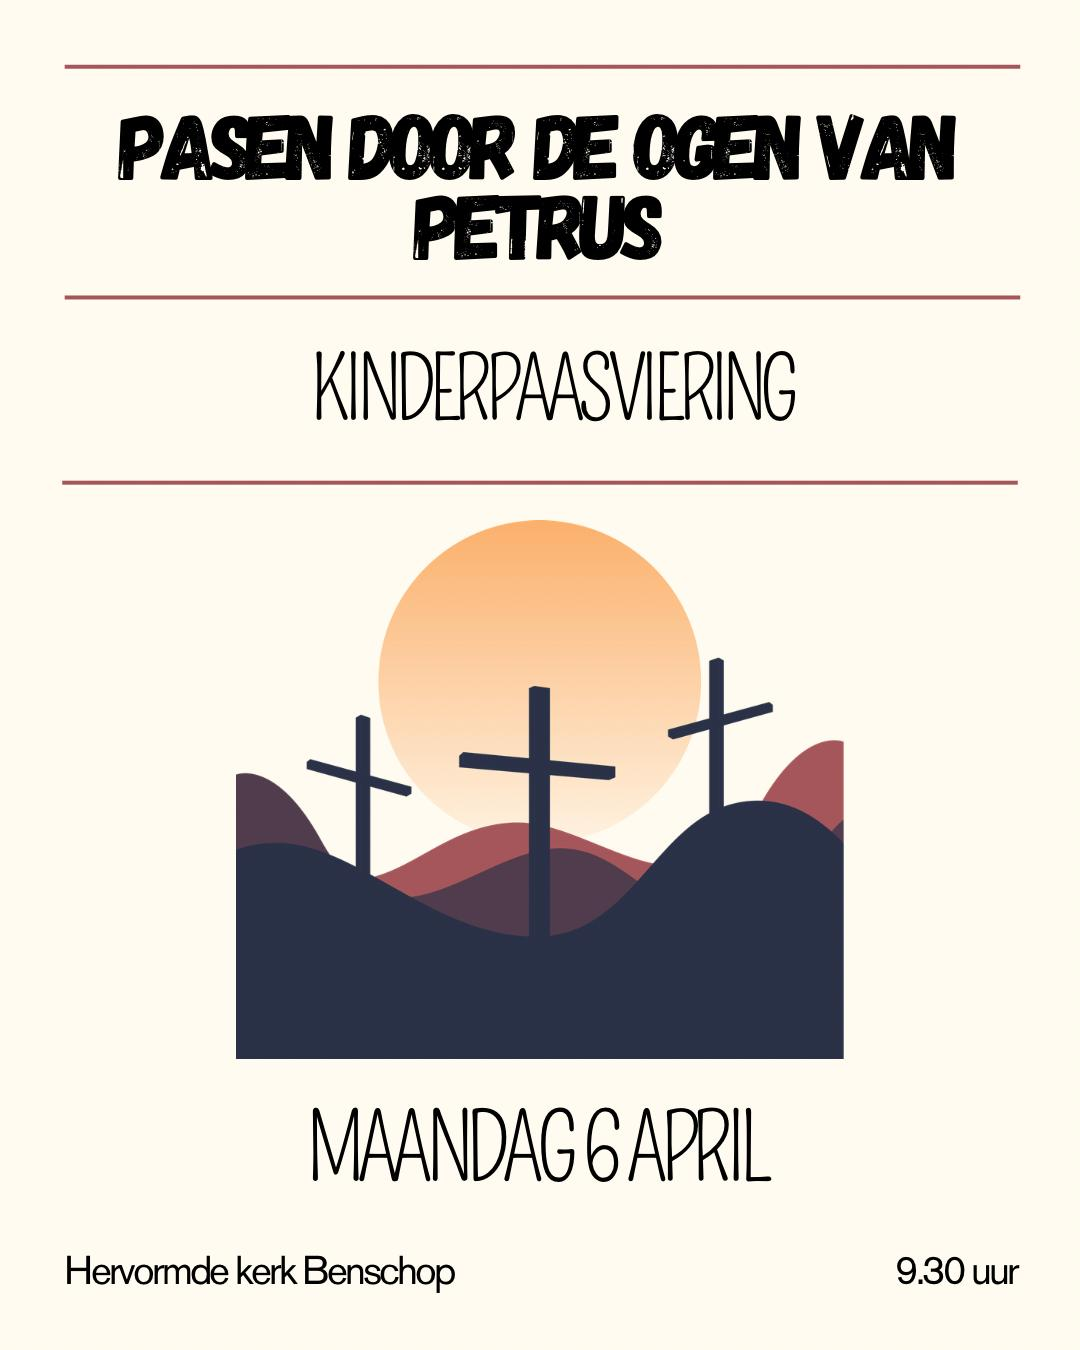 PASEN DOOR DE OGEN VAN
PETRUS
KINDERPAASVIERING
MAANDAG 6 APRIL
Hervormde kerk Benschop
9.30 uur